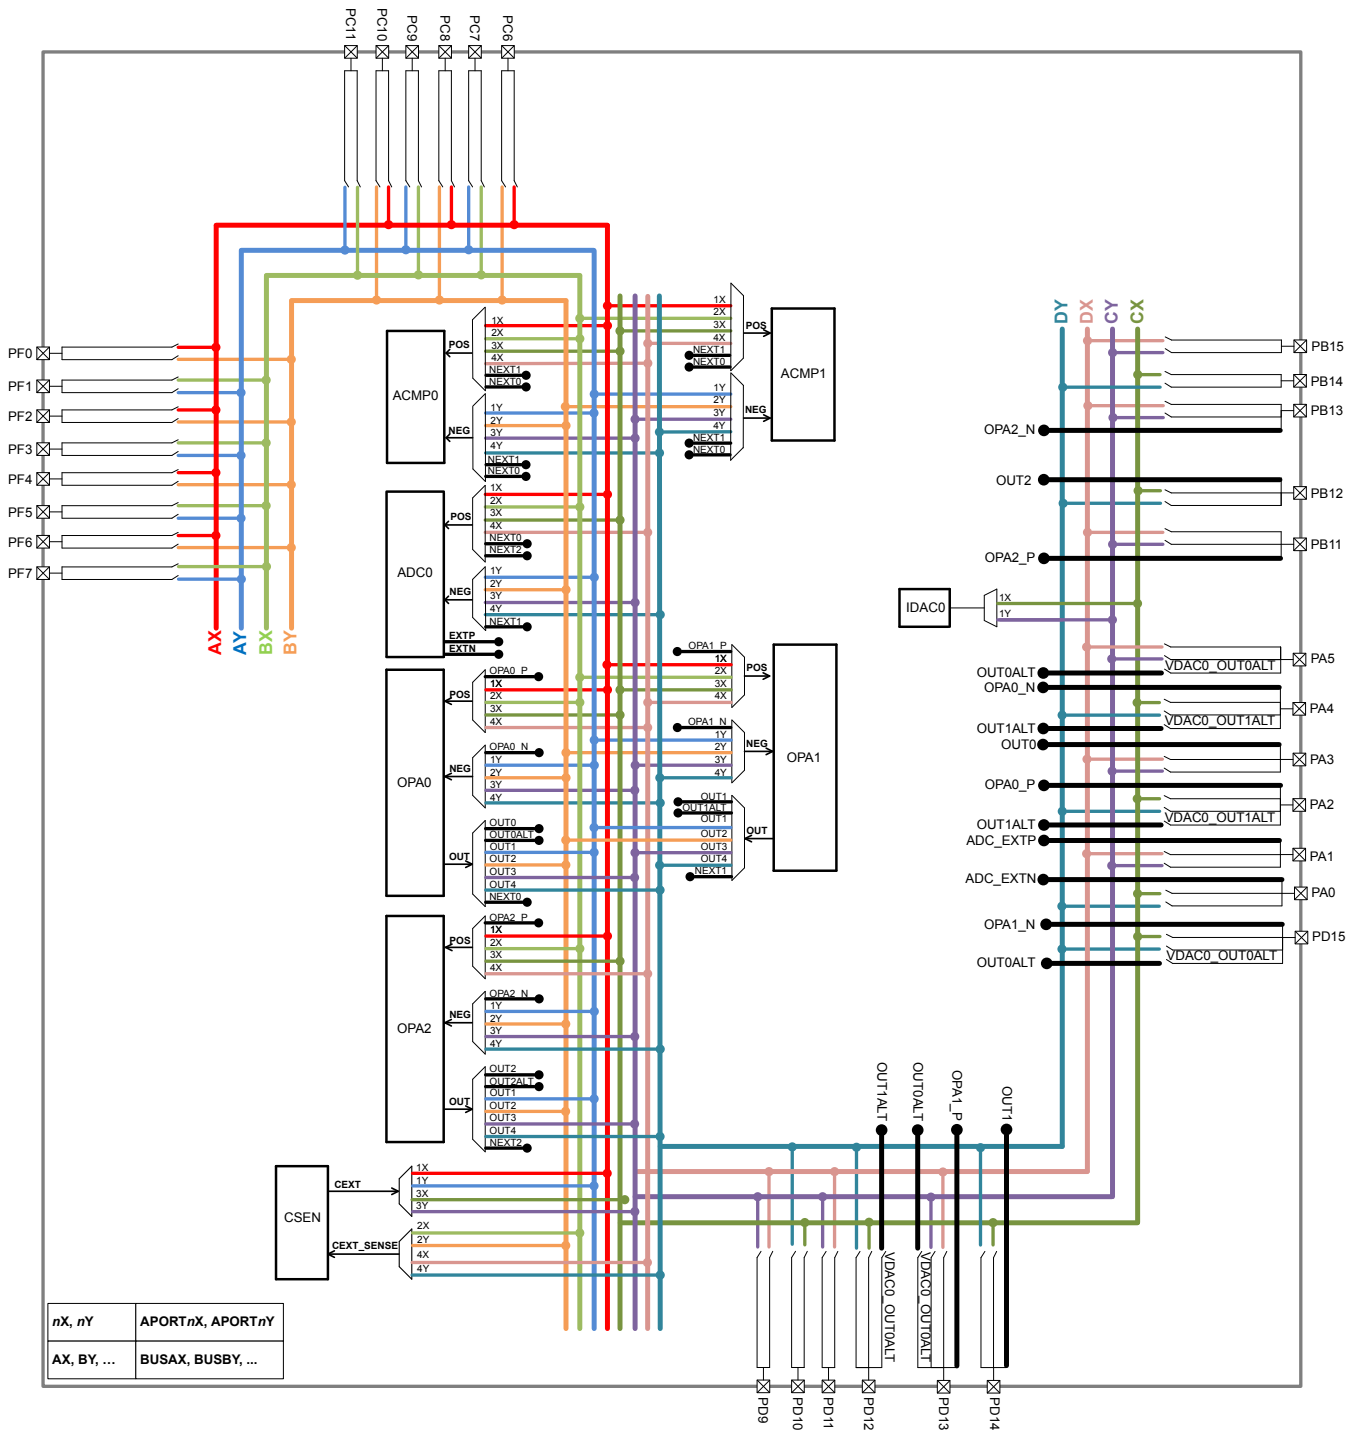 PC11 PC10 PC9 PC8 PC7 PC6
PF0
PF1
PF2
PF3
PF4
PF5
PF6
PF7
AX AY BX BY
ACMP0
POS
1X
2X
3X
4X
NEXT1
NEXT0
NEG
1Y
2Y
3Y
4Y
NEXT1
NEXT0
ADC0
POS
1X
2X
3X
4X
NEXT0
NEXT2
NEG
1Y
2Y
3Y
4Y
NEXT1
EXTP
EXTN
OPA0
POS
OPA0_P
1X
2X
3X
4X
NEG
OPA0_N
1Y
2Y
3Y
4Y
OUT
OUT0
OUT0ALT
OUT1
OUT2
OUT3
OUT4
NEXT0
OPA2
POS
OPA2_P
1X
2X
3X
4X
NEG
OPA2_N
1Y
2Y
3Y
4Y
OUT
OUT2
OUT2ALT
OUT1
OUT2
OUT3
OUT4
NEXT2
CSEN
CEXT
1X
1Y
3X
3Y
CEXT_SENSE
2X
2Y
4X
4Y
ACMP1
POS
1X
2X
3X
4X
NEXT1
NEXT0
NEG
1Y
2Y
3Y
4Y
NEXT1
NEXT0
OPA1
POS
OPA1_P
1X
2X
3X
4X
NEG
OPA1_N
1Y
2Y
3Y
4Y
OUT
OUT1
OUT1ALT
OUT1
OUT2
OUT3
OUT4
NEXT1
IDAC0
1X
1Y
DY DX CY CX
PB15
PB14
PB13
OPA2_N
OUT2
PB12
PB11
OPA2_P
PA5
VDAC0_OUT0ALT
OUT0ALT
OPA0_N
PA4
VDAC0_OUT1ALT
OUT1ALT
OUT0
PA3
OPA0_P
PA2
VDAC0_OUT1ALT
OUT1ALT
ADC_EXTP
PA1
ADC_EXTN
PA0
OPA1_N
PD15
VDAC0_OUT0ALT
OUT0ALT
OUT1ALT OUT0ALT OPA1_P OUT1
VDAC0_OUT0ALT VDAC0_OUT0ALT
PD9 PD10 PD11 PD12 PD13 PD14
nX, nY APORTnX, APORTnY
AX, BY, ... BUSAX, BUSBY, ...